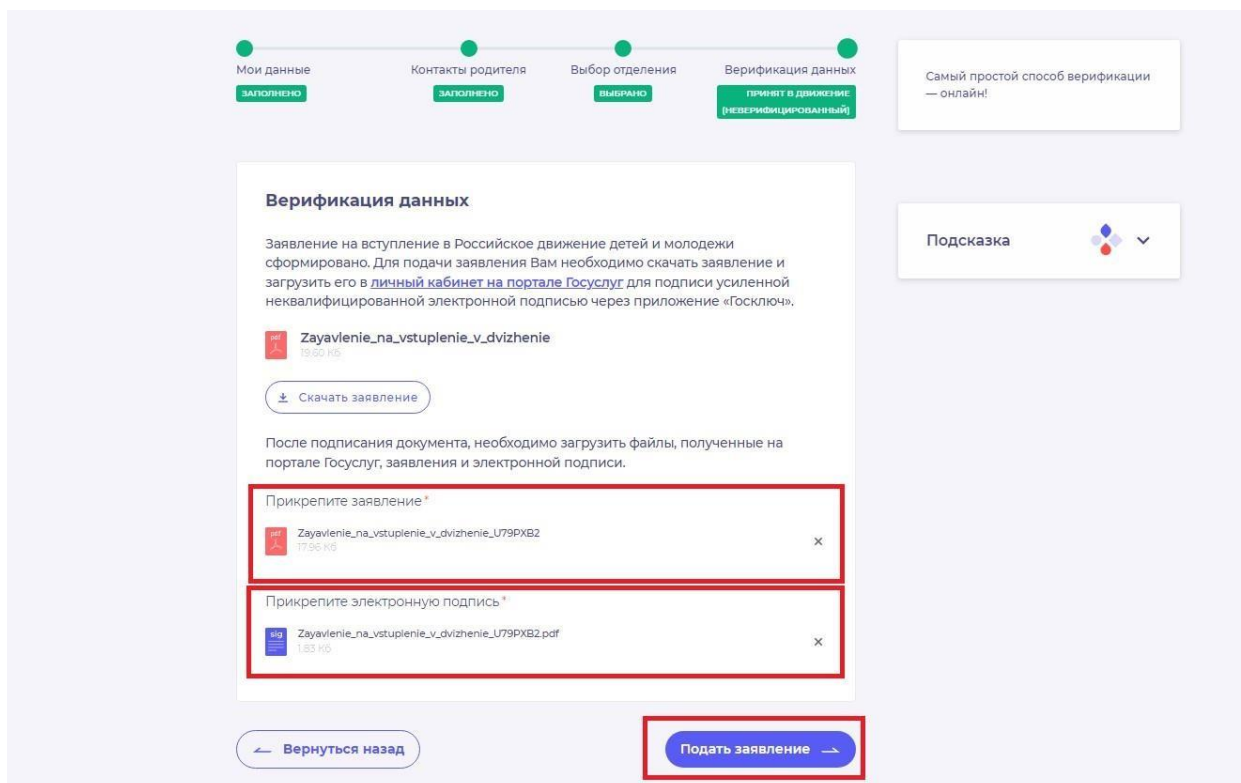 Мои данные
ЗАПОЛНЕНО
Контакты родителя
ЗАПОЛНЕНО
Выбор отделения
ВЫБРАНО
Верификация данных
ПРИНЯТ В ДВИЖЕНИЕ
(НЕВЕРИФИЦИРОВАННЫЙ)
Самый простой способ верификации
— онлайн!
Верификация данных
Заявление на вступление в Российское движение детей и молодежи
сформировано. Для подачи заявления Вам необходимо скачать заявление и
загрузить его в личный кабинет на портале Госуслуг для подписи усиленной
неквалифицированной электронной подписью через приложение «Госключ».
Подсказка
pdf
Zayavlenie_na_vstuplenie_v_dvizhenie
19.60 Кб
Скачать заявление
После подписания документа, необходимо загрузить файлы, полученные на
портале Госуслуг, заявления и электронной подписи.
Прикрепите заявление*
pdf
Zayavlenie_na_vstuplenie_v_dvizhenie_U79PXB2
17.96 Кб
Прикрепите электронную подпись*
sig
Zayavlenie_na_vstuplenie_v_dvizhenie_U79PXB2.pdf
1.83 Кб
Вернуться назад
Подать заявление